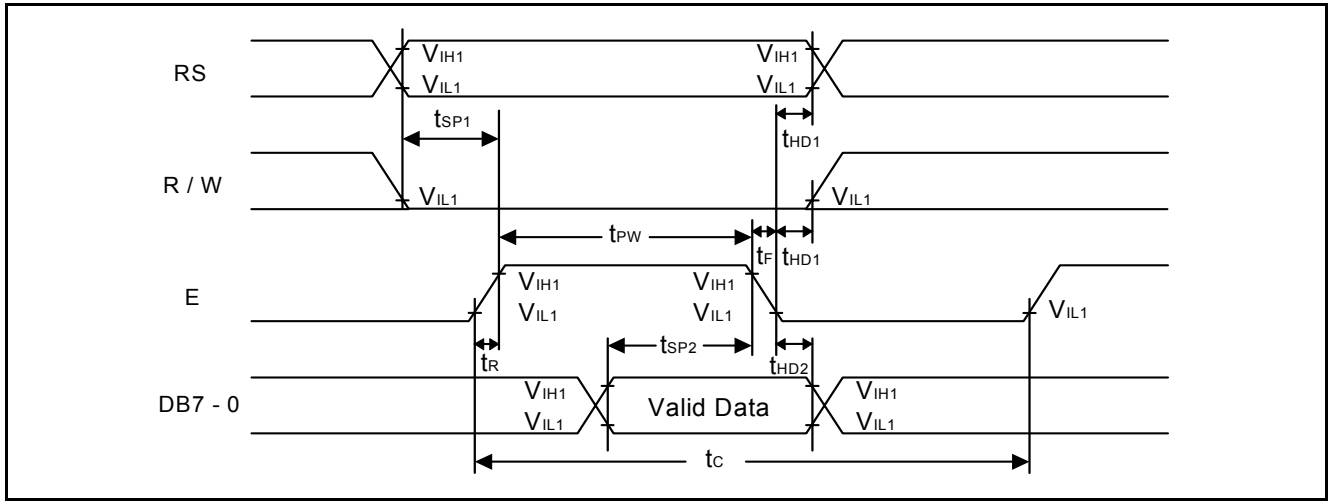 RS
VIH1
VIH1
VIL1
VIL1
tSP1
tHD1
R / W
VIL1
VIL1
tPW
tF
tHD1
E
VIH1
VIH1
VIL1
VIL1
VIL1
tR
tSP2
tHD2
DB7 - 0
VIH1
Valid Data
VIH1
VIL1
VIL1
tC